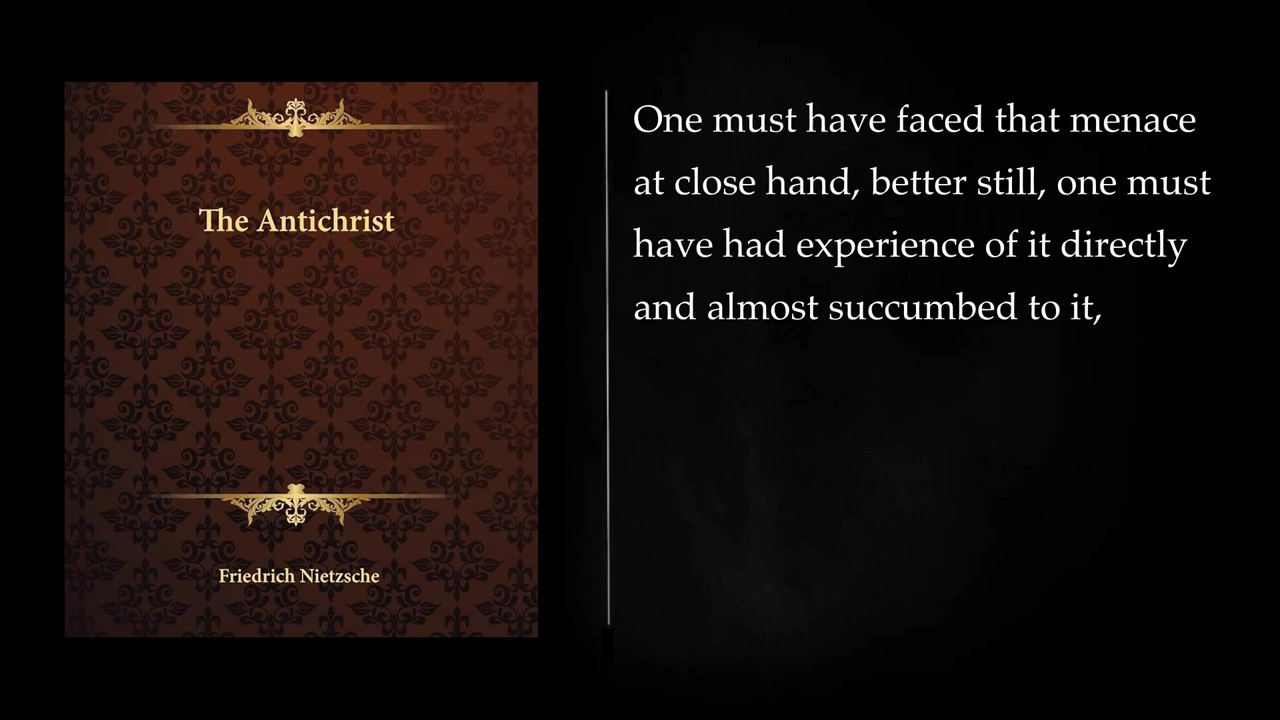 The Antichrist
Friedrich Nietzsche
One must have faced that menace
at close hand, better still, one must
have had experience of it directly
and almost succumbed to it,